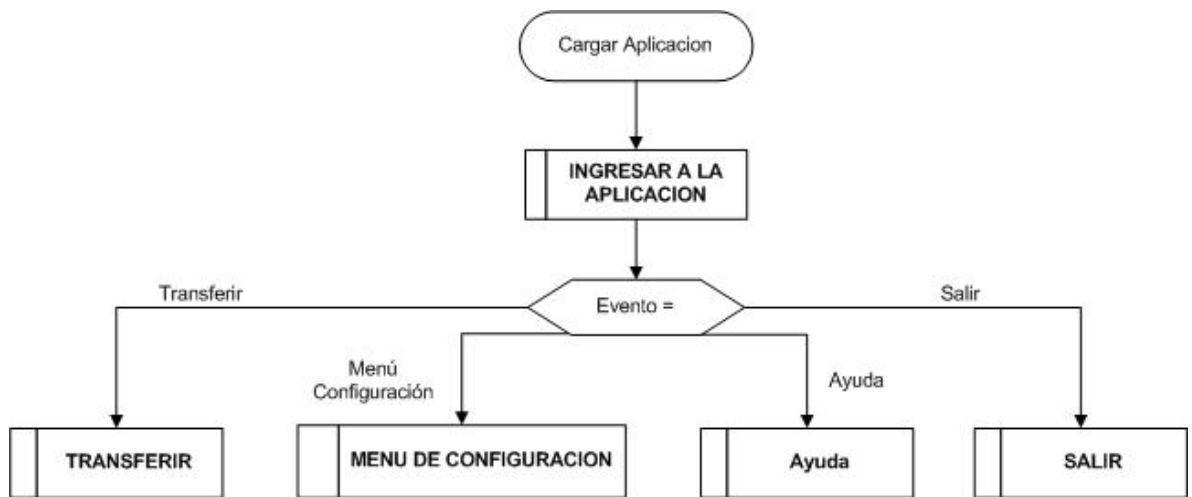 Cargar Aplicacion
INGRESAR A LA
APLICACION
Transferir
Evento =
Salir
Menú
Configuración
Ayuda
TRANSFERIR
MENU DE CONFIGURACION
Ayuda
SALIR